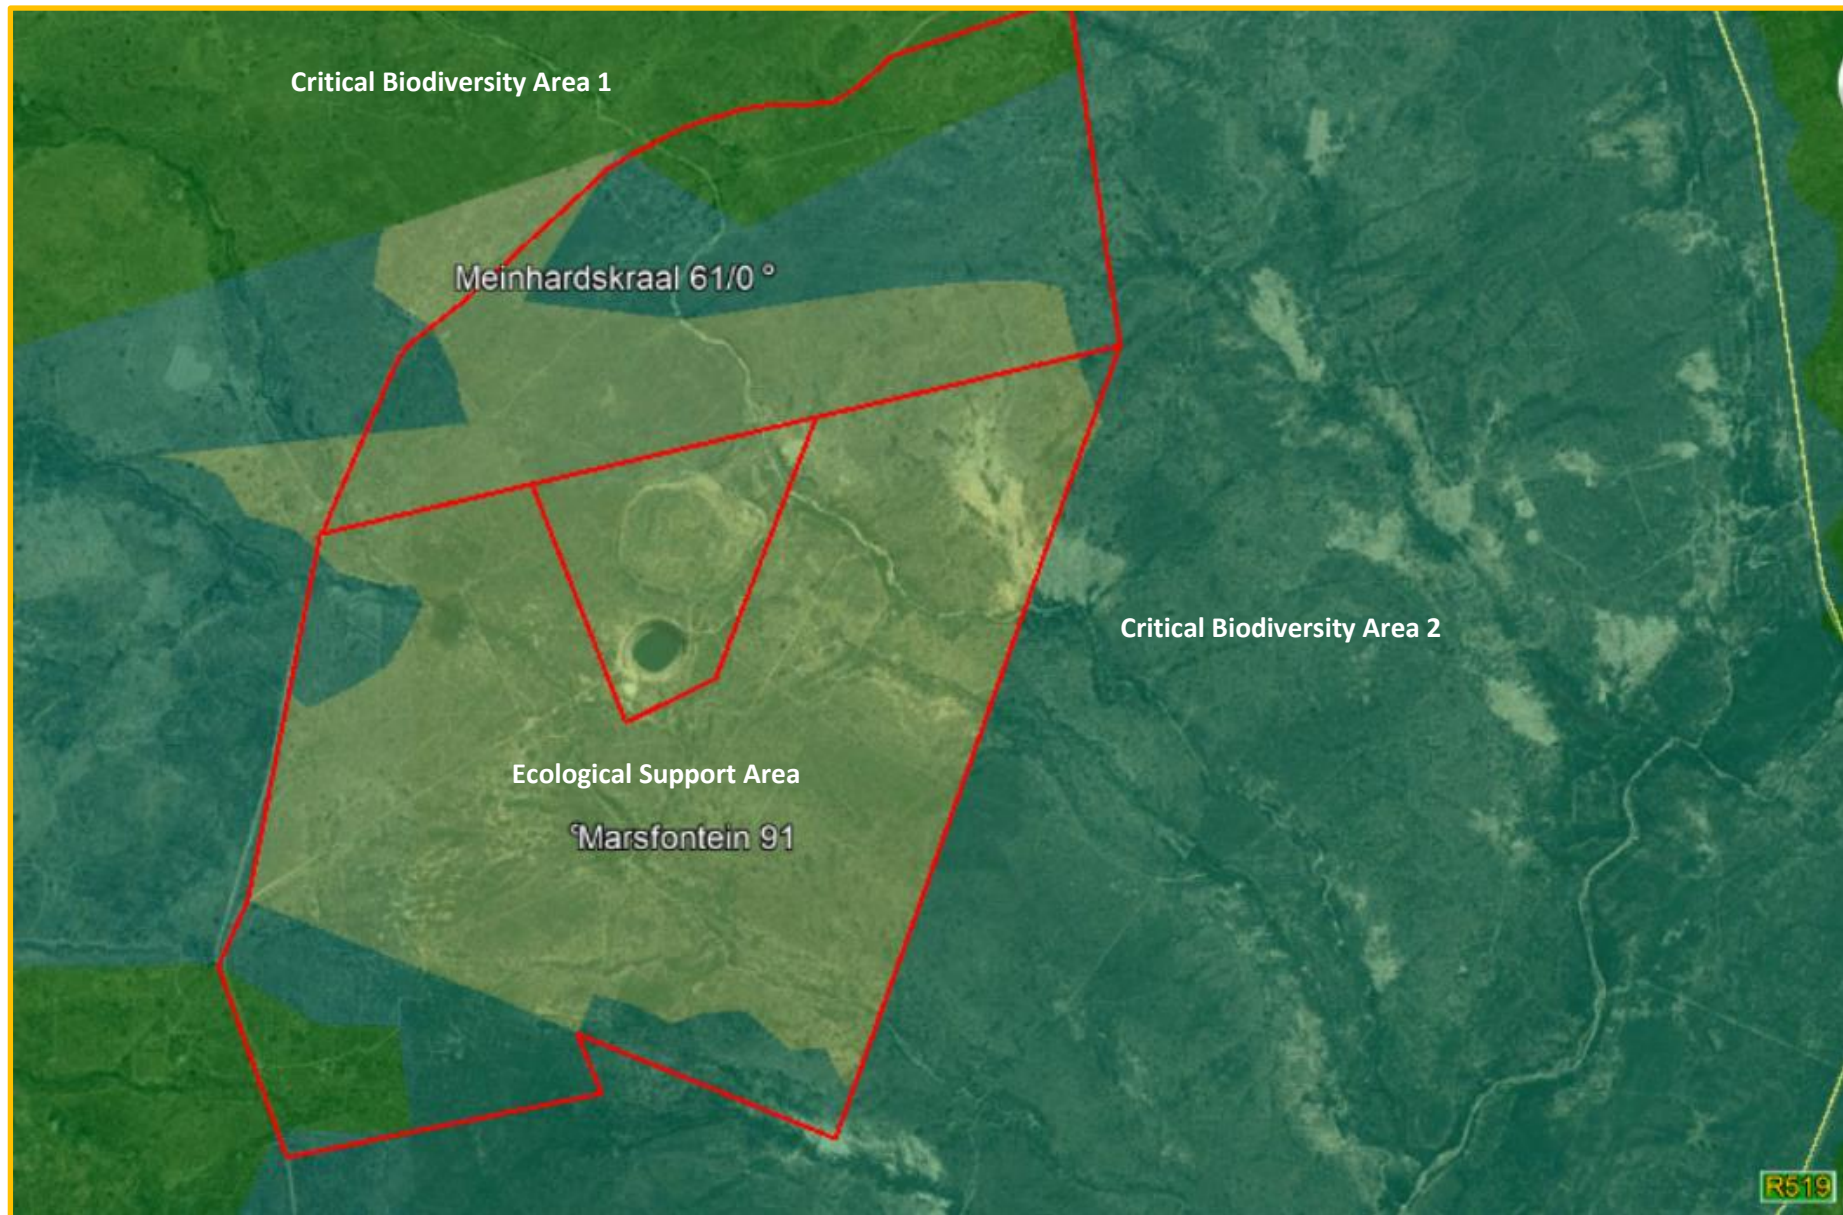 Critical Biodiversity Area 1
Meinhardskraal 61/0 °
Critical Biodiversity Area 2
Ecological Support Area
°Marsfontein 91
R519